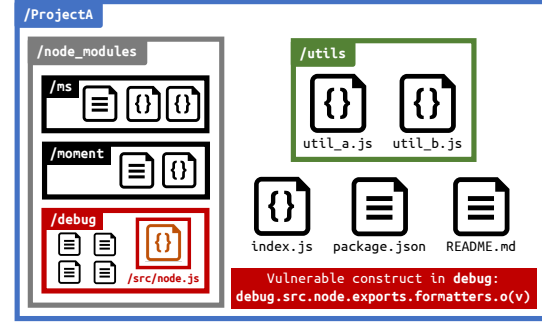 /ProjectA
/node_modules
/ms
{}
{}
/moment
{}
/debug
{}
/src/node.js
/utils
{}
{}
util_a.js
util_b.js
{}
index.js
package.json
README.md
Vulnerable construct in debug:
debug.src.node.exports.formatters.o(v)